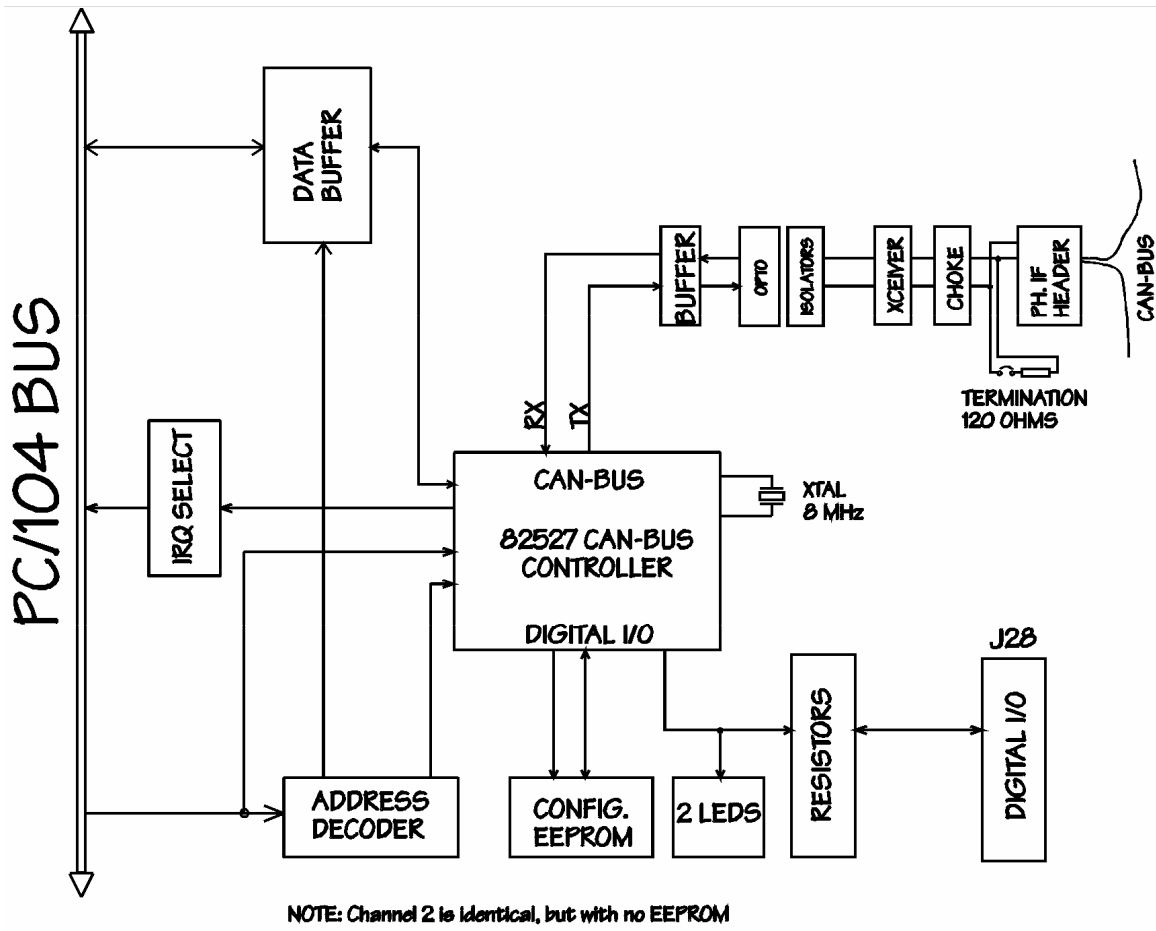 PC/104 BUS
DATA
BUFFER
BUFFER
OPTO
ISOLATORS
XCEIVER
CHOKE
PH. IF
HEADER
CAN-BUS
TERMINATION
120 OHMS
RX
TX
IRQ SELECT
CAN-BUS
82527 CAN-BUS
CONTROLLER
DIGITAL I/O
XTAL
8 MHz
ADDRESS
DECODER
CONFIG.
EEPROM
2 LEDS
RESISTORS
J28
DIGITAL I/O
NOTE: Channel 2 is identical, but with no EEPROM